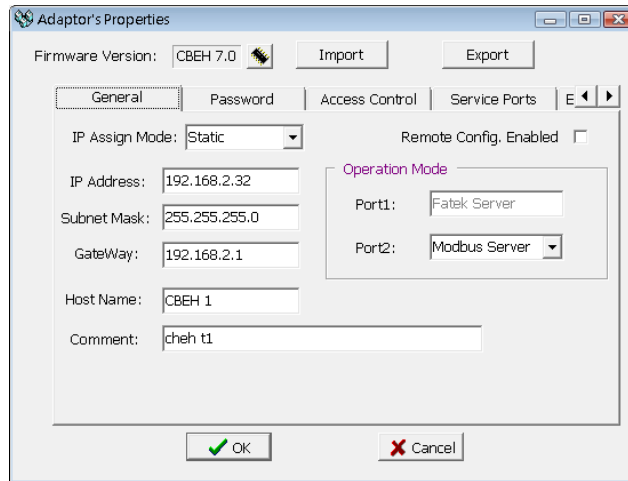 Adaptor's Properties
Firmware Version: CBEH 7.0 Import Export
General Password Access Control Service Ports E
IP Assign Mode: Static Remote Config. Enabled
Operation Mode
IP Address: 192.168.2.32
Port1: Fatek Server
Subnet Mask: 255.255.255.0
GateWay: 192.168.2.1
Port2: Modbus Server
Host Name: CBEH 1
Comment: cheh t1
OK Cancel